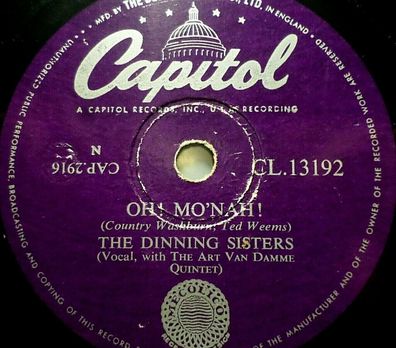 MFG. BY THE
LTD. IN ENGLAND
Capitol
A CAPITOL RECORDS, INC., U.S.A. RECORDING
N
CAP.2916
CL.13192
OH! MO'NAH!
(Country Washburn; Ted Weems)
THE DINNING SISTERS
(Vocal, with THE ART VAN DAMME
QUINTET)
UNAUTHORIZED PUBLIC PERFORMANCE, BROADCASTING AND COPYING OF THIS RECORD
OF THE MANUFACTURER AND OF THE OWNER OF THE RECORDED WORK ARE RESERVED